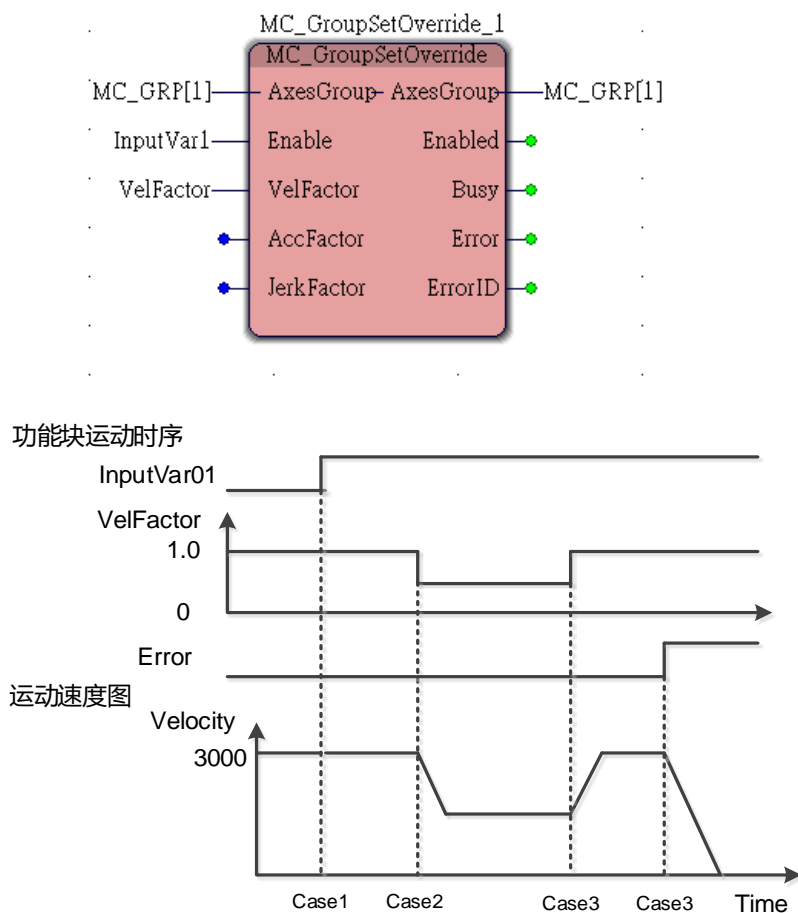 MC_GroupSetOverride_1
MC_GroupSetOverride
MC_GRP[1] AxesGroup AxesGroup MC_GRP[1]
InputVar1 Enable Enabled
VelFactor VelFactor Busy
AccFactor Error
JerkFactor ErrorID
功能块运动时序
InputVar01
VelFactor
1.0
0
Error
运动速度图
Velocity
3000
Case1 Case2 Case3 Case3 Time